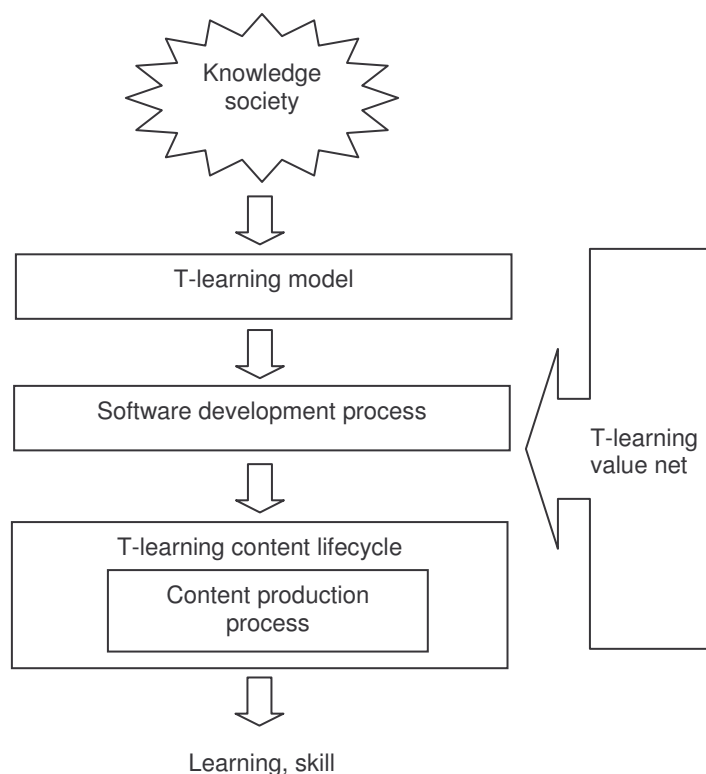 Knowledge
society
T-learning model
Software development process
T-learning
value net
T-learning content lifecycle
Content production
process
Learning, skill